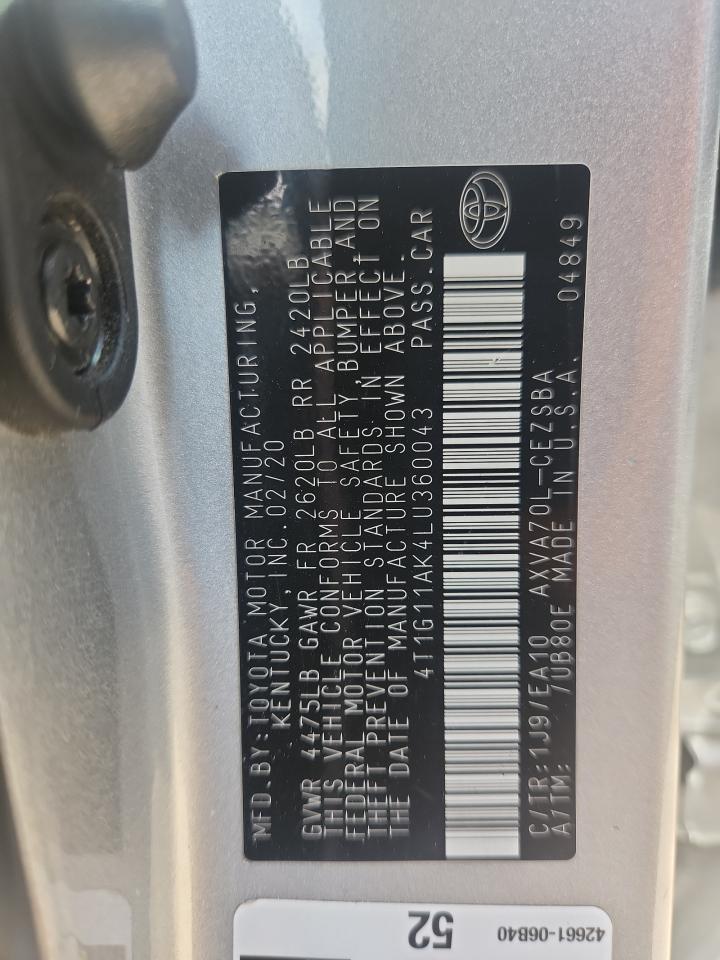 MFD.BY:TOYOTA MOTOR MANUFACTURING,
KENTUCKY,INC.02/20
GVWR 4475LB GAWR FR 2620LB RR 2420LB
THIS VEHICLE CONFORMS TO ALL APPLICABLE
FEDERAL MOTOR VEHICLE SAFETY,BUMPER,AND
THEFT PREVENTION STANDARDS IN EFFECT ON
THE DATE OF MANUFACTURE SHOWN ABOVE.
4T1G11AK4LU360043 PASS.CAR
C/TR:1J9/EA10 AXVA70L-CEZSBA
A/TM: /UB80E MADE IN U.S.A. 04849
52
42661-06B40